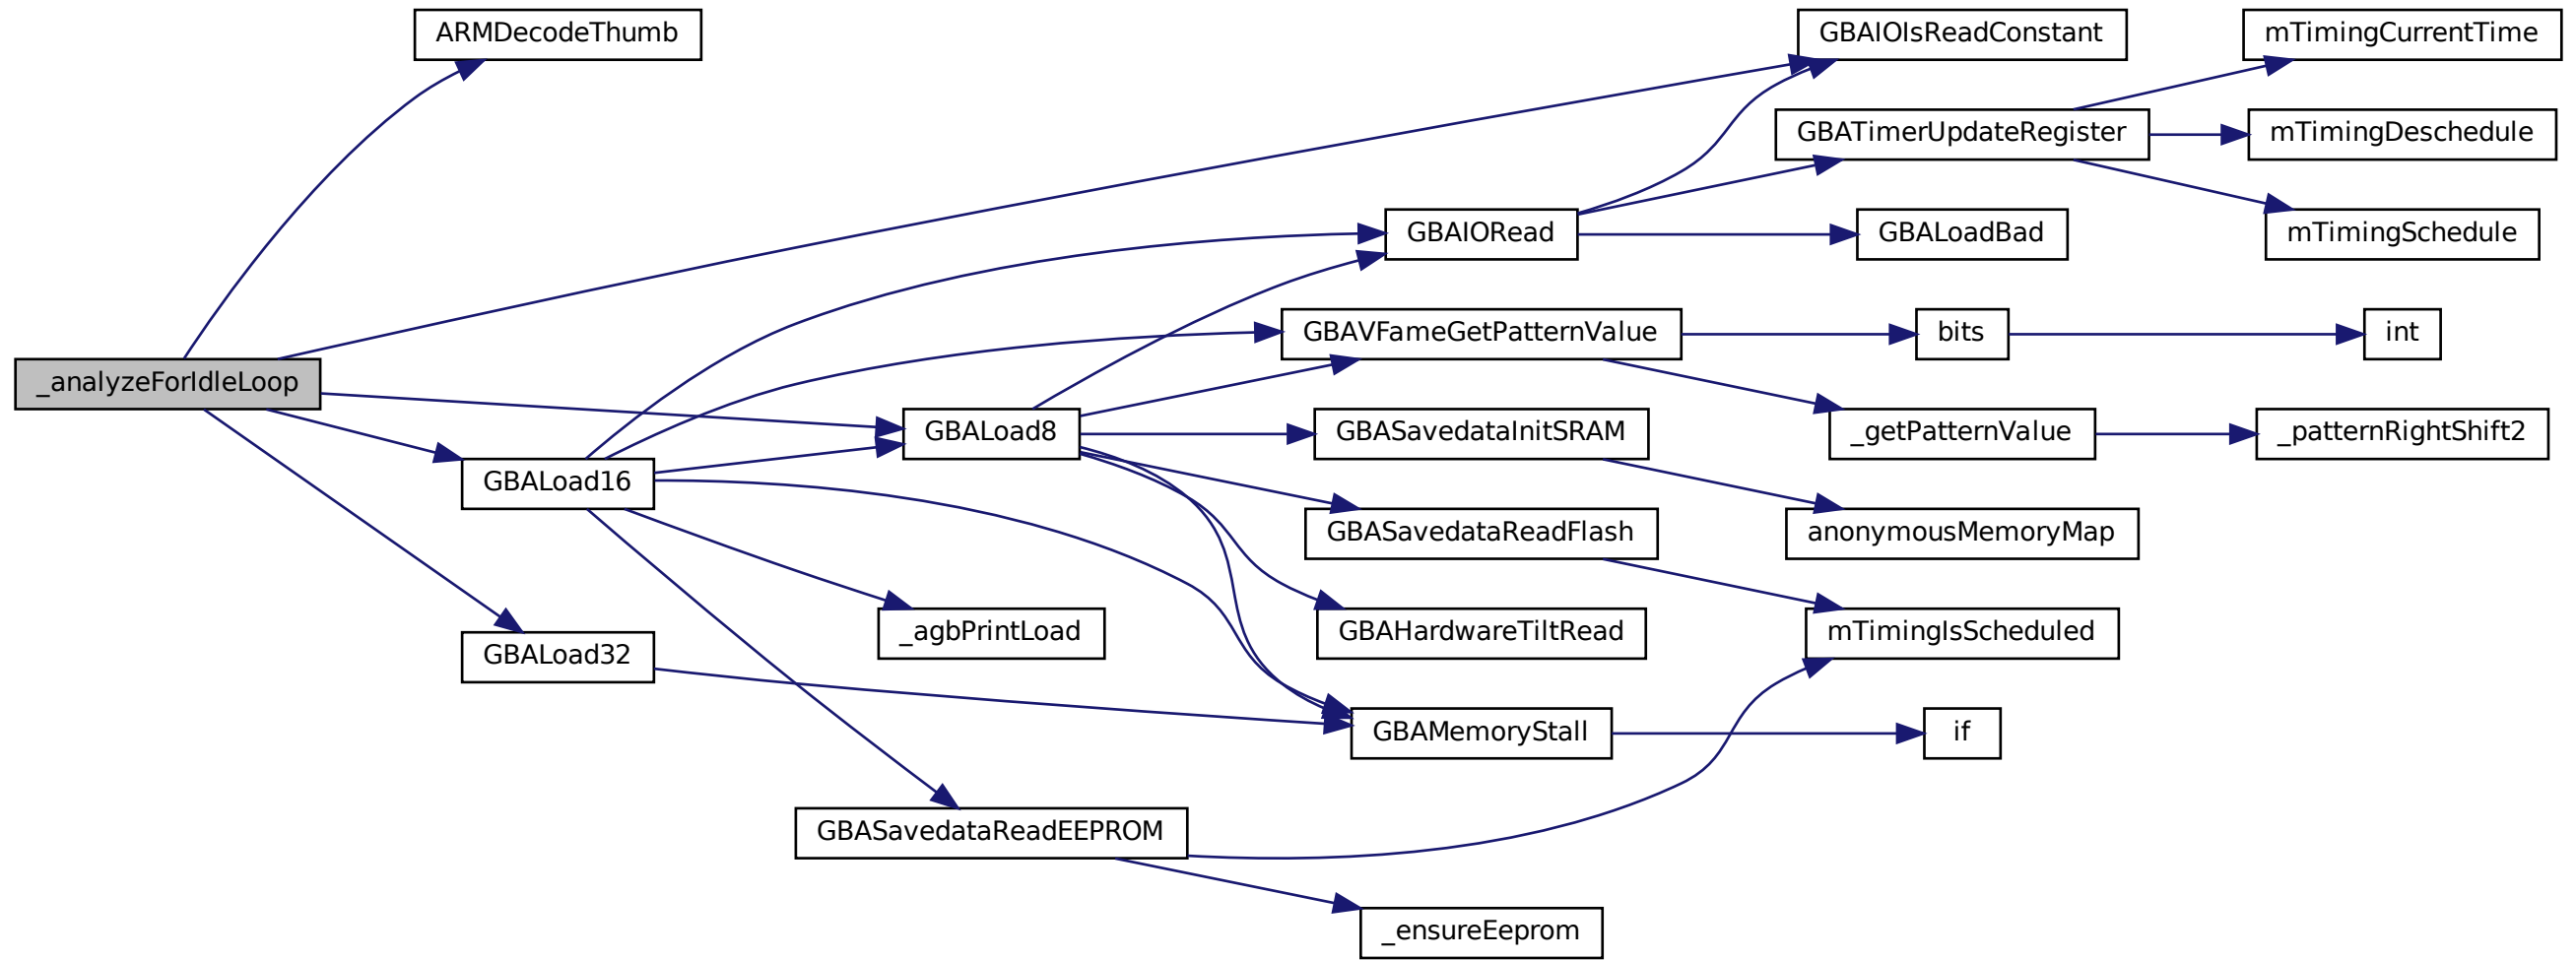 ARMDecodeThumb
GBAIOIsReadConstant
mTimingCurrentTime
GBATimerUpdateRegister
mTimingDeschedule
GBAIORead
GBALoadBad
mTimingSchedule
GBAVFameGetPatternValue
bits
int
_analyzeForIdleLoop
GBALoad8
GBASavedataInitSRAM
_getPatternValue
_patternRightShift2
GBALoad16
GBASavedataReadFlash
anonymousMemoryMap
_agbPrintLoad
GBAHardwareTiltRead
mTimingIsScheduled
GBALoad32
GBAMemoryStall
if
GBASavedataReadEEPROM
_ensureEeprom